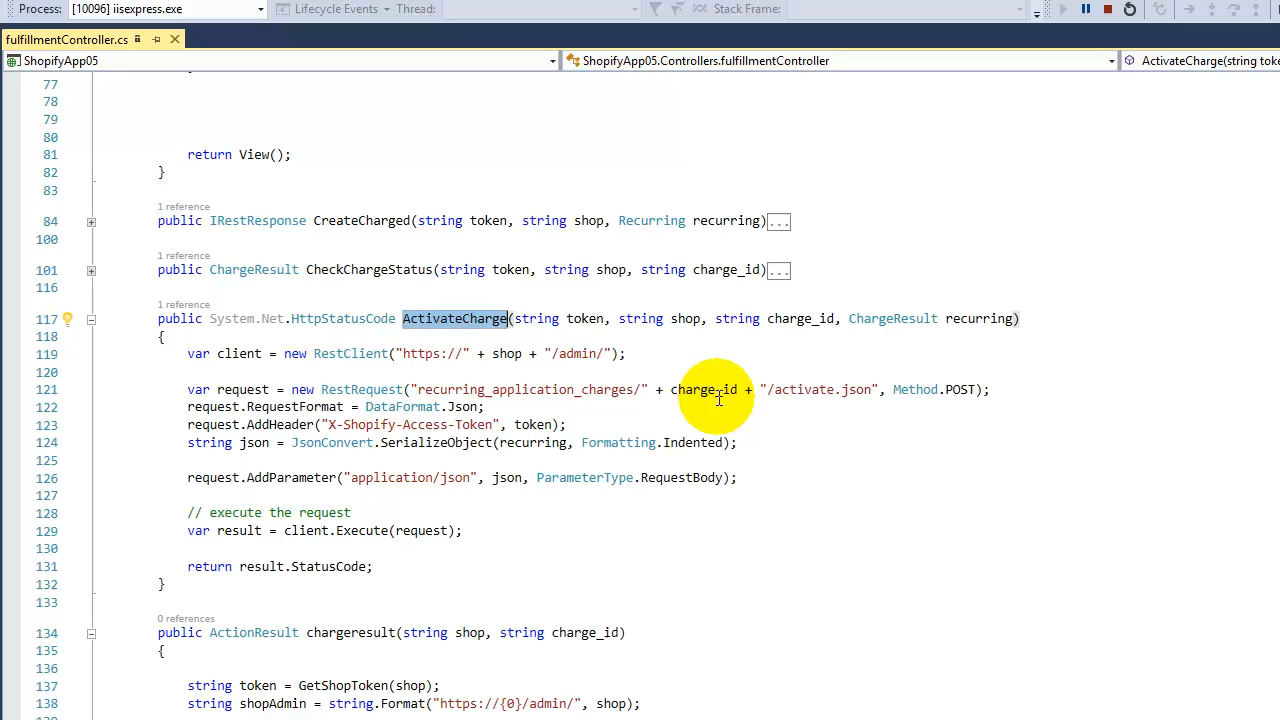 Process: [10096] iisexpress.exe Lifecycle Events Thread: Stack Frame:
fulfillmentController.cs
ShopifyApp05 ShopifyApp05.Controllers.fulfillmentController ActivateCharge(string toke
77
78
79
80
81 return View();
82 }
83
1 reference
84 public IRestResponse CreateCharged(string token, string shop, Recurring recurring)...
100
1 reference
101 public ChargeResult CheckChargeStatus(string token, string shop, string charge_id)...
116
1 reference
117 public System.Net.HttpStatusCode ActivateCharge(string token, string shop, string charge_id, ChargeResult recurring)
118 {
119 var client = new RestClient("https://" + shop + "/admin/");
120
121 var request = new RestRequest("recurring_application_charges/" + charge_id + "/activate.json", Method.POST);
122 request.RequestFormat = DataFormat.Json;
123 request.AddHeader("X-Shopify-Access-Token", token);
124 string json = JsonConvert.SerializeObject(recurring, Formatting.Indented);
125
126 request.AddParameter("application/json", json, ParameterType.RequestBody);
127
128 // execute the request
129 var result = client.Execute(request);
130
131 return result.StatusCode;
132 }
133
0 references
134 public ActionResult chargeresult(string shop, string charge_id)
135 {
136
137 string token = GetShopToken(shop);
138 string shopAdmin = string.Format("https://{0}/admin/", shop);